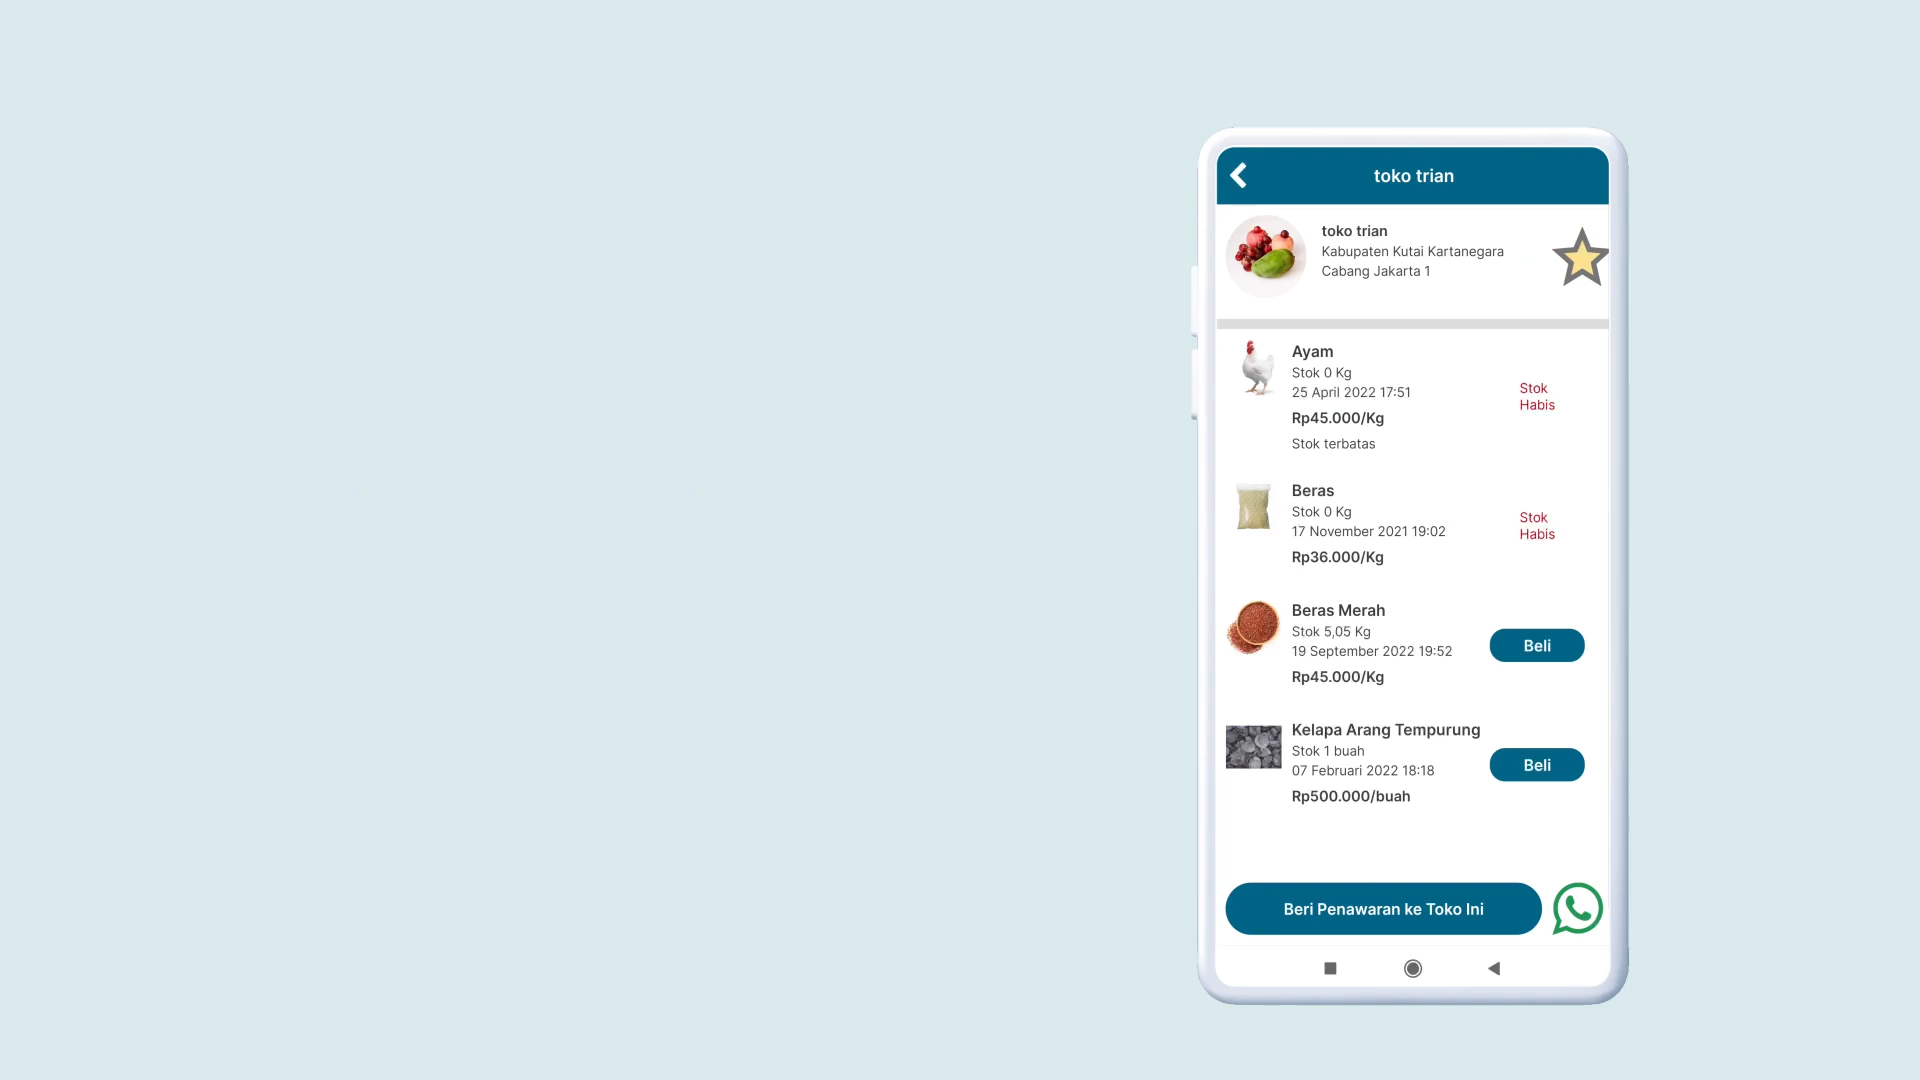 toko trian
toko trian
Kabupaten Kutai Kartanegara
Cabang Jakarta 1
Ayam
Stok 0 Kg
25 April 2022 17:51
Rp45.000/Kg
Stok terbatas
Stok
Habis
Beras
Stok 0 Kg
17 November 2021 19:02
Rp36.000/Kg
Stok
Habis
Beras Merah
Stok 5,05 Kg
19 September 2022 19:52
Rp45.000/Kg
Beli
Kelapa Arang Tempurung
Stok 1 buah
07 Februari 2022 18:18
Rp500.000/buah
Beli
Beri Penawaran ke Toko Ini